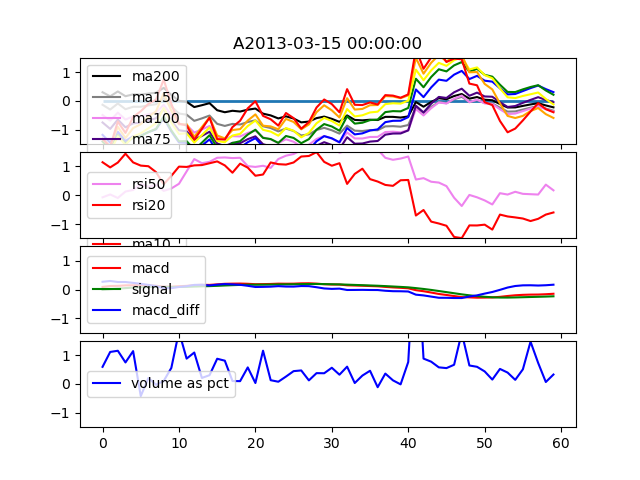 A2013-03-15 00:00:00
1
0
−1
ma200
ma150
ma100
ma75
1
0
−1
rsi50
rsi20
ma10
1
0
−1
macd
signal
macd_diff
1
0
−1
volume as pct
0 10 20 30 40 50 60